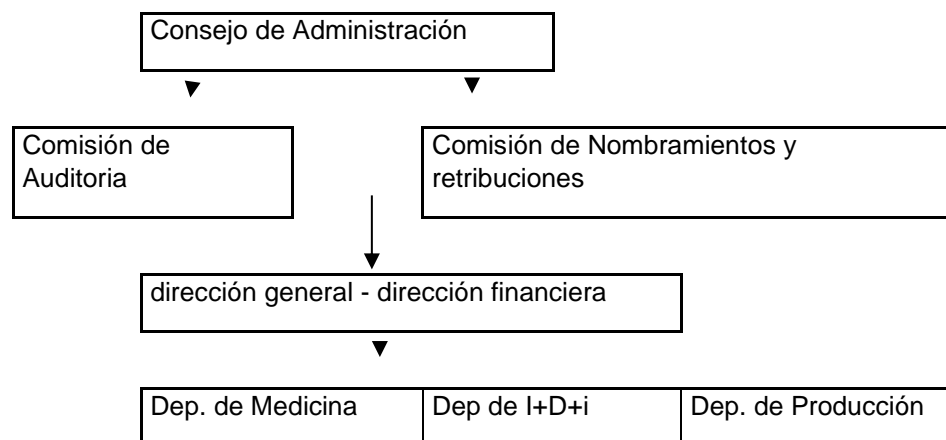 Consejo de Administración
Comisión de
Auditoria
Comisión de Nombramientos y
retribuciones
dirección general - dirección financiera
Dep. de Medicina
Dep de I+D+i
Dep. de Producción